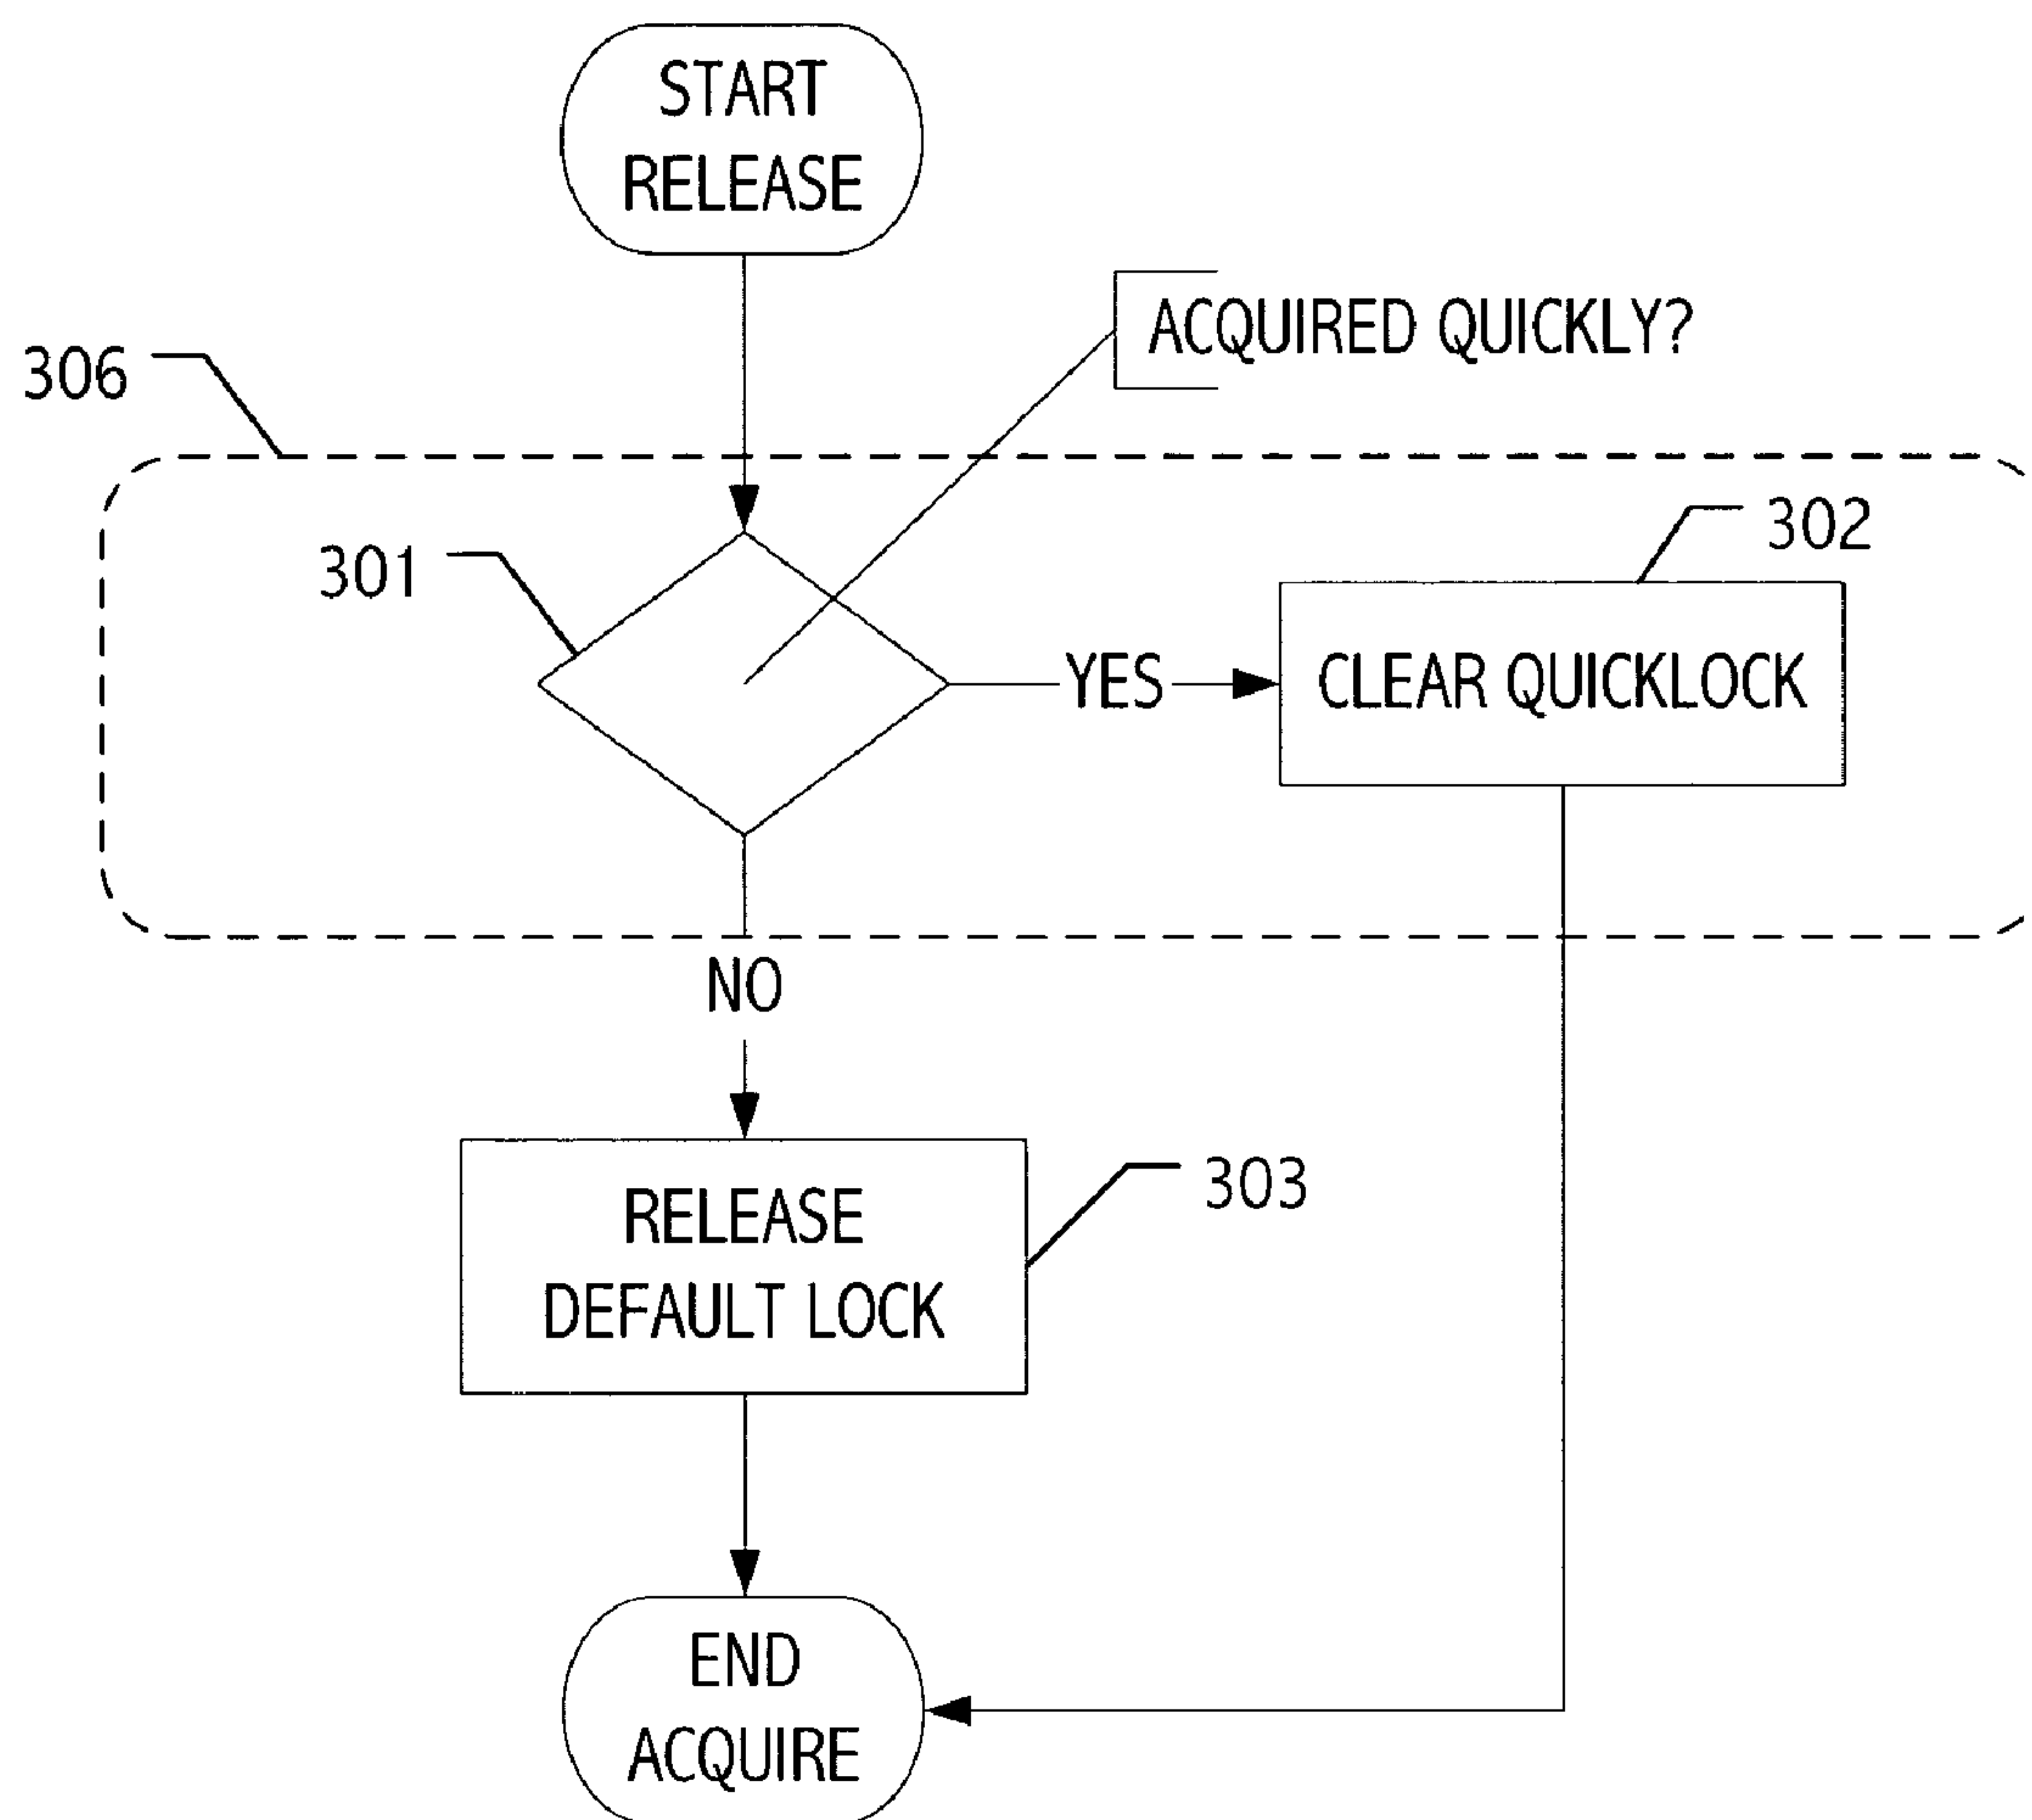 START
RELEASE
ACQUIRED QUICKLY?
306
302
301
YES
CLEAR QUICKLOCK
NO
303
RELEASE
DEFAULT LOCK
END
ACQUIRE